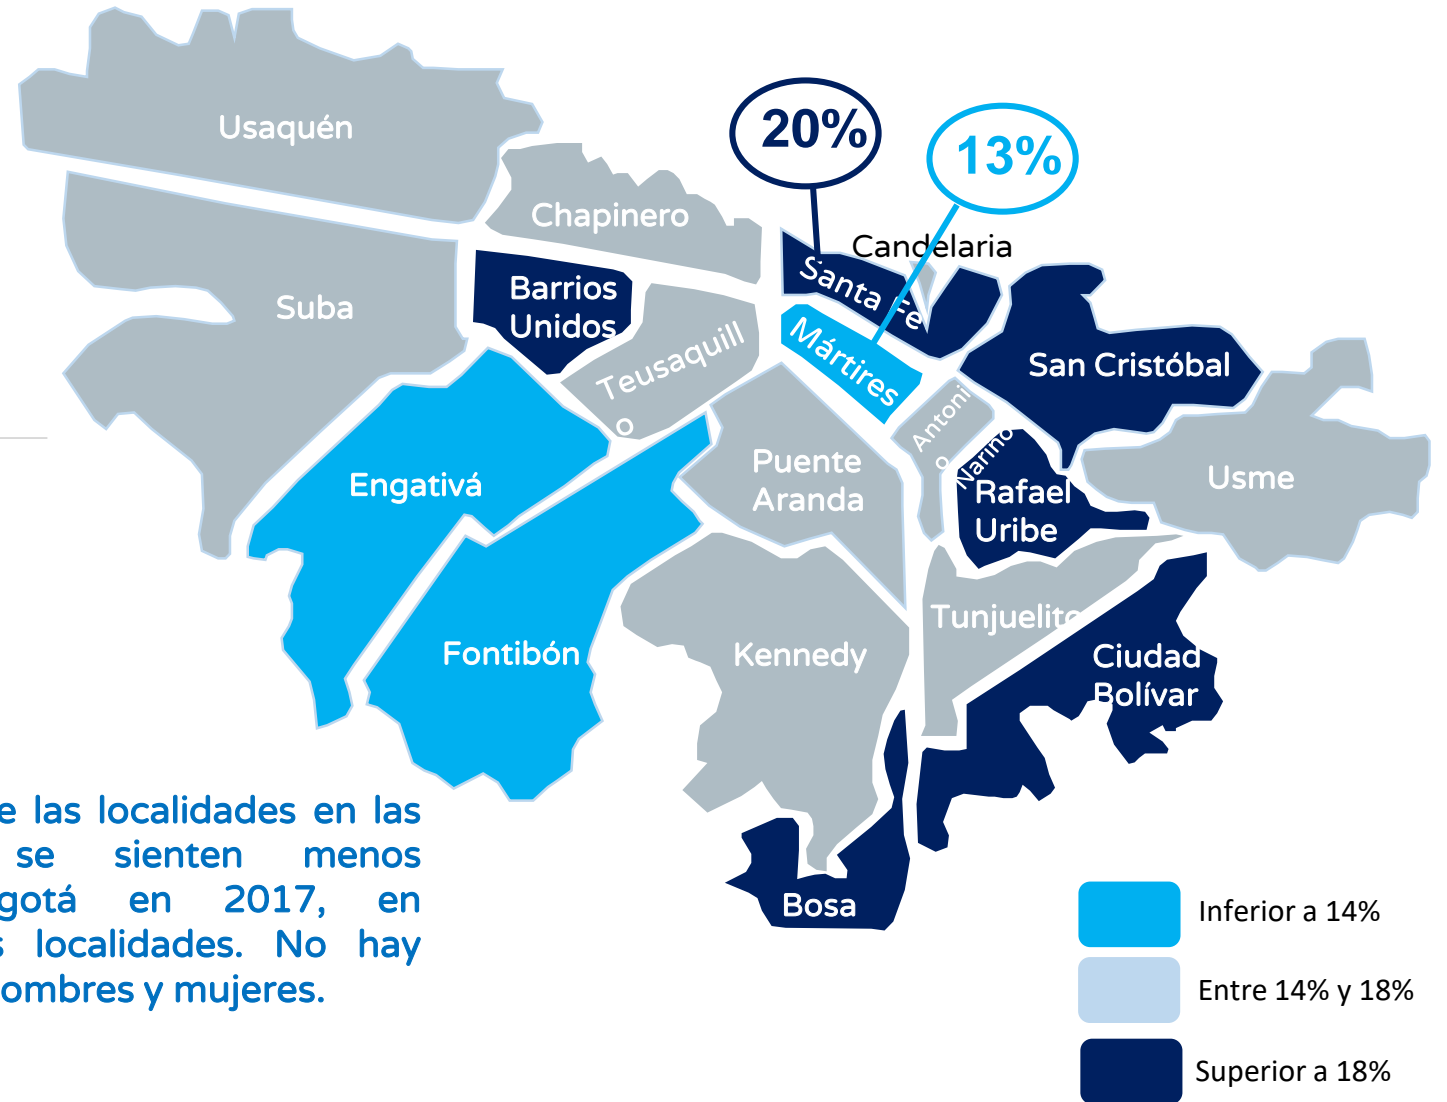 Usaquén
20%
13%
Chapinero
Candelaria
Suba
Barrios
Unidos
Santa Fe
Teusaquill
o
Mártires
San Cristóbal
Antoni
o
Nariño
Engativá
Puente
Aranda
Rafael
Uribe
Usme
Fontibón
Kennedy
Tunjuelito
Ciudad
Bolívar
Bosa
e las localidades en las
se sienten menos
gotá en 2017, en
s localidades. No hay
ombres y mujeres.
Inferior a 14%
Entre 14% y 18%
Superior a 18%